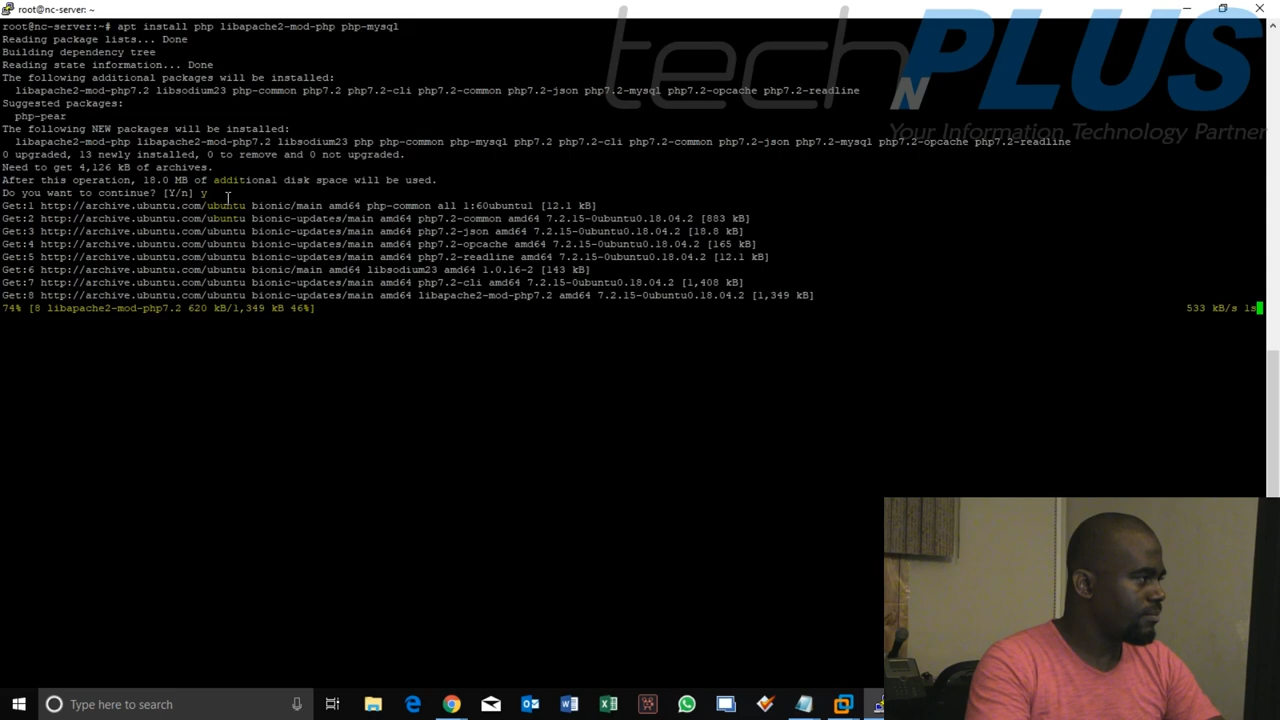 root@nc-server: ~
root@nc-server:~# apt install php libapache2-mod-php php-mysql
Reading package lists... Done
Building dependency tree
Reading state information... Done
The following additional packages will be installed:
libapache2-mod-php7.2 libsodium23 php-common php7.2 php7.2-cli php7.2-common php7.2-json php7.2-mysql php7.2-opcache php7.2-readline
Suggested packages:
php-pear
The following NEW packages will be installed:
libapache2-mod-php libapache2-mod-php7.2 libsodium23 php php-common php-mysql php7.2 php7.2-cli php7.2-common php7.2-json php7.2-mysql php7.2-opcache php7.2-readline
0 upgraded, 13 newly installed, 0 to remove and 0 not upgraded.
Need to get 4,126 kB of archives.
After this operation, 18.0 MB of additional disk space will be used.
Do you want to continue? [Y/n] y
Get:1 http://archive.ubuntu.com/ubuntu bionic/main amd64 php-common all 1:60ubuntu1 [12.1 kB]
Get:2 http://archive.ubuntu.com/ubuntu bionic-updates/main amd64 php7.2-common amd64 7.2.15-0ubuntu0.18.04.2 [883 kB]
Get:3 http://archive.ubuntu.com/ubuntu bionic-updates/main amd64 php7.2-json amd64 7.2.15-0ubuntu0.18.04.2 [18.8 kB]
Get:4 http://archive.ubuntu.com/ubuntu bionic-updates/main amd64 php7.2-opcache amd64 7.2.15-0ubuntu0.18.04.2 [165 kB]
Get:5 http://archive.ubuntu.com/ubuntu bionic-updates/main amd64 php7.2-readline amd64 7.2.15-0ubuntu0.18.04.2 [12.1 kB]
Get:6 http://archive.ubuntu.com/ubuntu bionic/main amd64 libsodium23 amd64 1.0.16-2 [143 kB]
Get:7 http://archive.ubuntu.com/ubuntu bionic-updates/main amd64 php7.2-cli amd64 7.2.15-0ubuntu0.18.04.2 [1,408 kB]
Get:8 http://archive.ubuntu.com/ubuntu bionic-updates/main amd64 libapache2-mod-php7.2 amd64 7.2.15-0ubuntu0.18.04.2 [1,349 kB]
74% [8 libapache2-mod-php7.2 620 kB/1,349 kB 46%] 533 kB/s 1s
tech N PLUS
Your Information Technology Partner
Type here to search